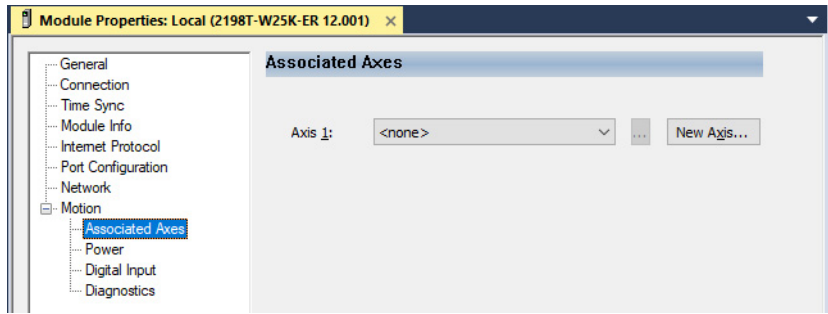 Module Properties: Local (2198T-W25K-ER 12.001) ×
General
Connection
Time Sync
Module Info
Internet Protocol
Port Configuration
Network
Motion
Associated Axes
Power
Digital Input
Diagnostics
Associated Axes
Axis 1: <none> ... New Axis...